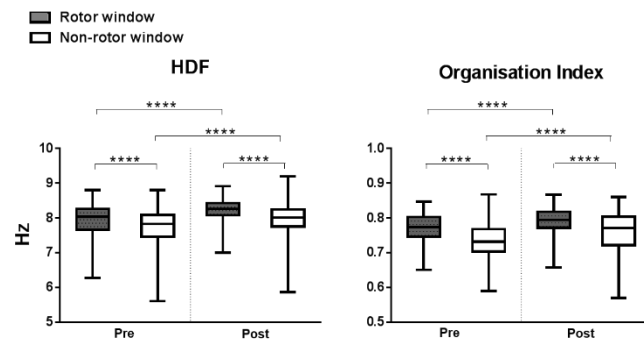 Rotor window
Non-rotor window
HDF
Organisation Index
****
****
****
****
****
****
****
****
Hz
10
9
8
7
6
5
1.0
0.9
0.8
0.7
0.6
0.5
Pre
Post
Pre
Post